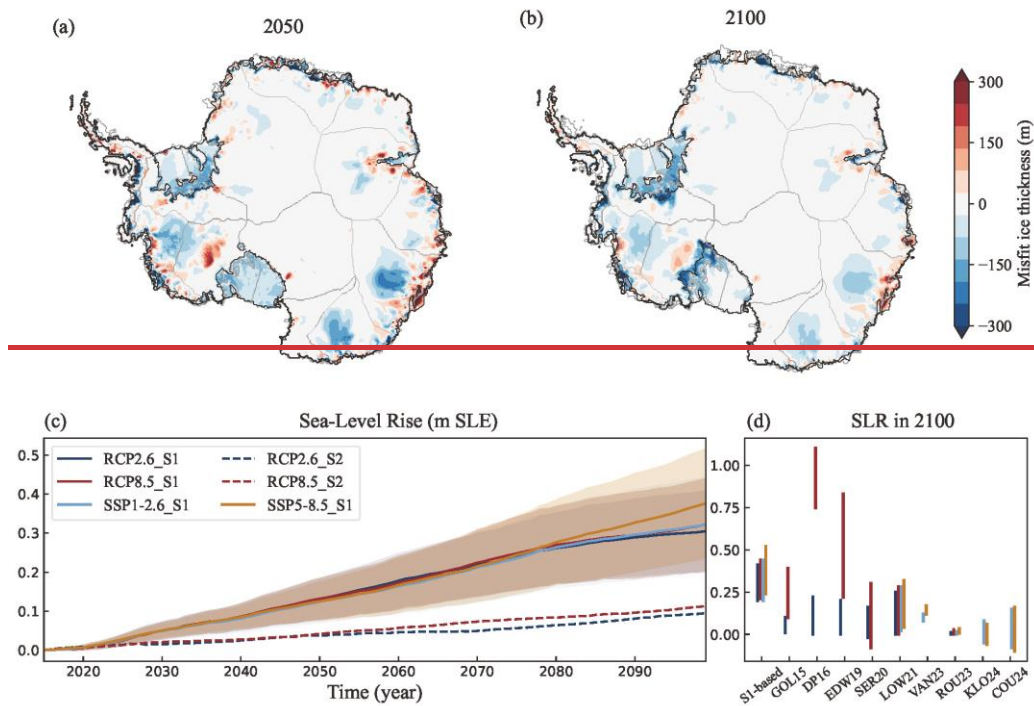 (a)
2050
(b)
2100
300
150
0
−150
−300
Misfit ice thickness (m)
(c)
Sea-Level Rise (m SLE)
RCP2.6_S1
RCP2.6_S2
RCP8.5_S1
RCP8.5_S2
SSP1-2.6_S1
SSP5-8.5_S1
0.5
0.4
0.3
0.2
0.1
0.0
2020
2030
2040
2050
2060
2070
2080
2090
Time (year)
(d)
SLR in 2100
1.00
0.75
0.50
0.25
0.00
S1-based
GOL15
DP16
EDW19
SER20
LOW21
VAN23
ROU23
KLO24
COU24